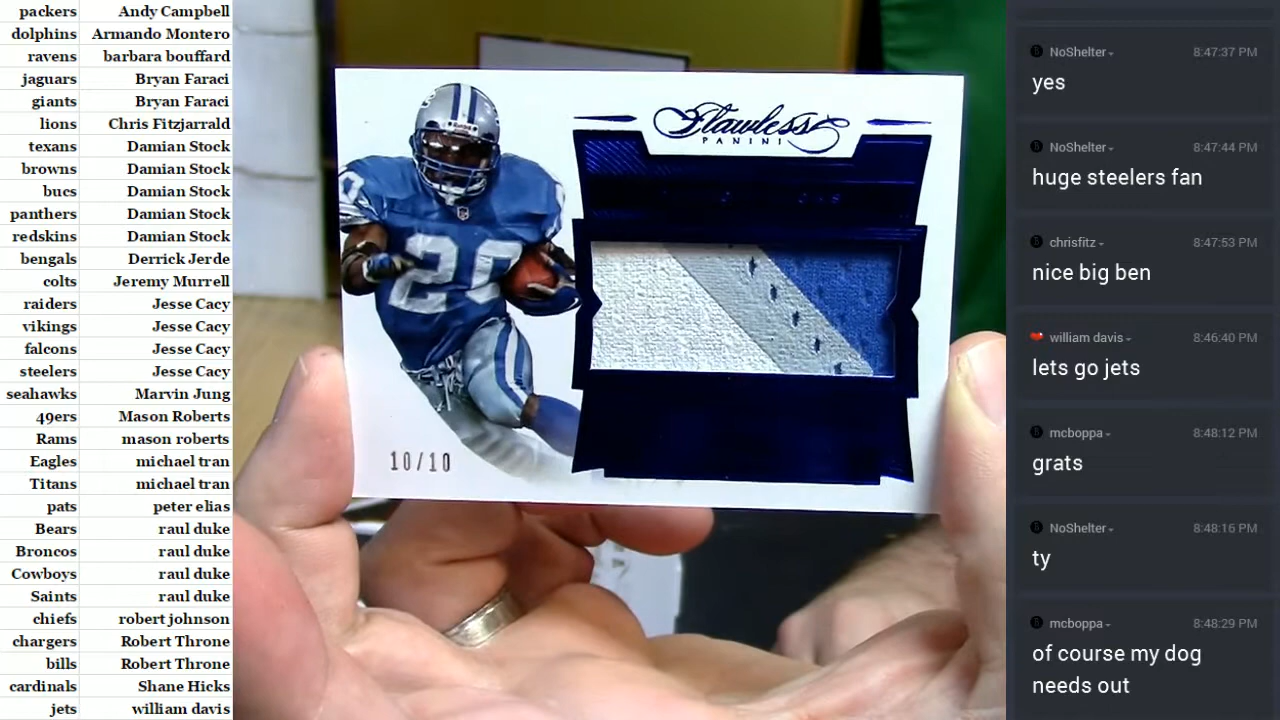 packers Andy Campbell
dolphins Armando Montero
ravens barbara bouffard
jaguars Bryan Faraci
giants Bryan Faraci
lions Chris Fitzjarrald
texans Damian Stock
browns Damian Stock
bucs Damian Stock
panthers Damian Stock
redskins Damian Stock
bengals Derrick Jerde
colts Jeremy Murrell
raiders Jesse Cacy
vikings Jesse Cacy
falcons Jesse Cacy
steelers Jesse Cacy
seahawks Marvin Jung
49ers Mason Roberts
Rams mason roberts
Eagles michael tran
Titans michael tran
pats peter elias
Bears raul duke
Broncos raul duke
Cowboys raul duke
Saints raul duke
chiefs robert johnson
chargers Robert Throne
bills Robert Throne
cardinals Shane Hicks
jets william davis
Flawless
PANINI
20
10/10
NoShelter 8:47:37 PM
yes
NoShelter 8:47:44 PM
huge steelers fan
chrisfitz 8:47:53 PM
nice big ben
william davis 8:46:40 PM
lets go jets
mcboppa 8:48:12 PM
grats
NoShelter 8:48:16 PM
ty
mcboppa 8:48:29 PM
of course my dog
needs out